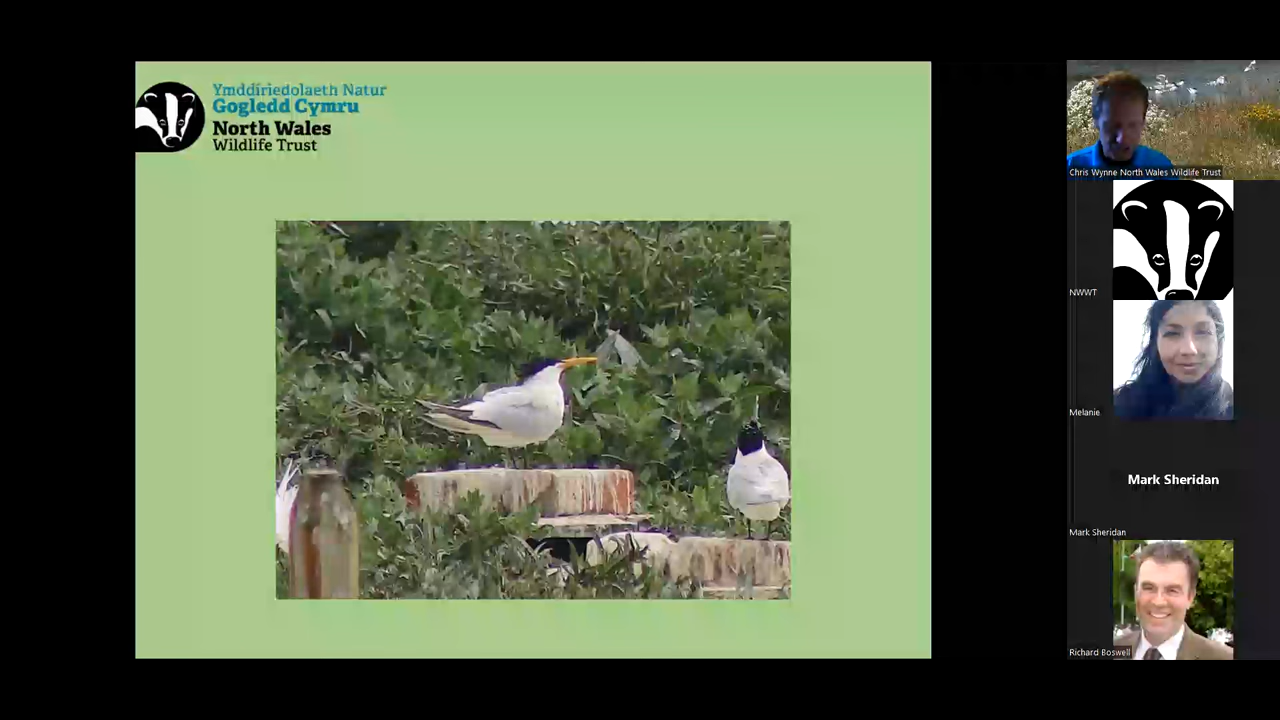 Ymddiriedolaeth Natur
Gogledd Cymru
North Wales
Wildlife Trust
Chris Wynne North Wales Wildlife Trust
NWWT
Melanie
Mark Sheridan
Mark Sheridan
Richard Boswell